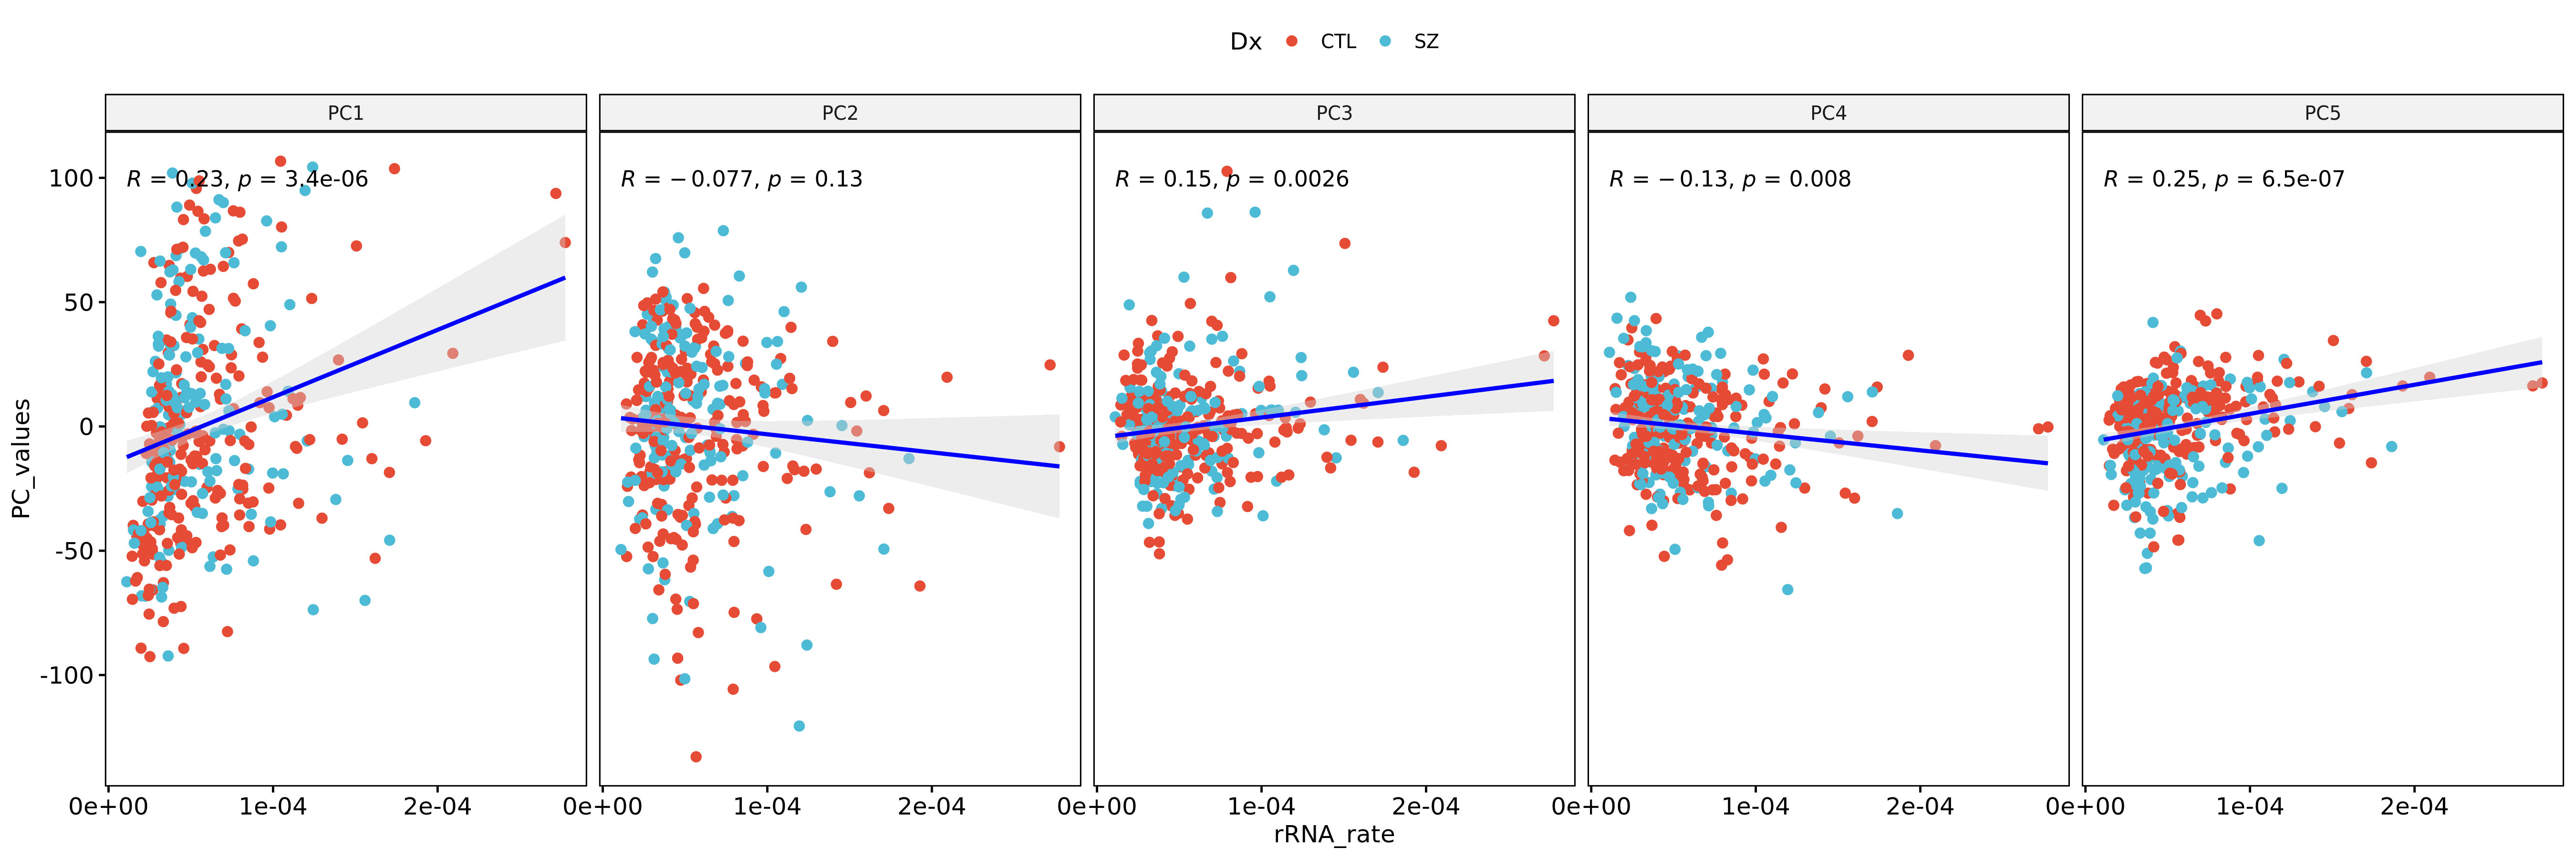 Dx CTL SZ
PC1 PC2 PC3 PC4 PC5
R = 0.23, p = 3.4e-06 R = −0.077, p = 0.13 R = 0.15, p = 0.0026 R = −0.13, p = 0.008 R = 0.25, p = 6.5e-07
100
50
0
-50
-100
PC_values
0e+00 1e-04 2e-04 0e+00 1e-04 2e-04 0e+00 1e-04 2e-04 0e+00 1e-04 2e-04 0e+00 1e-04 2e-04
rRNA_rate